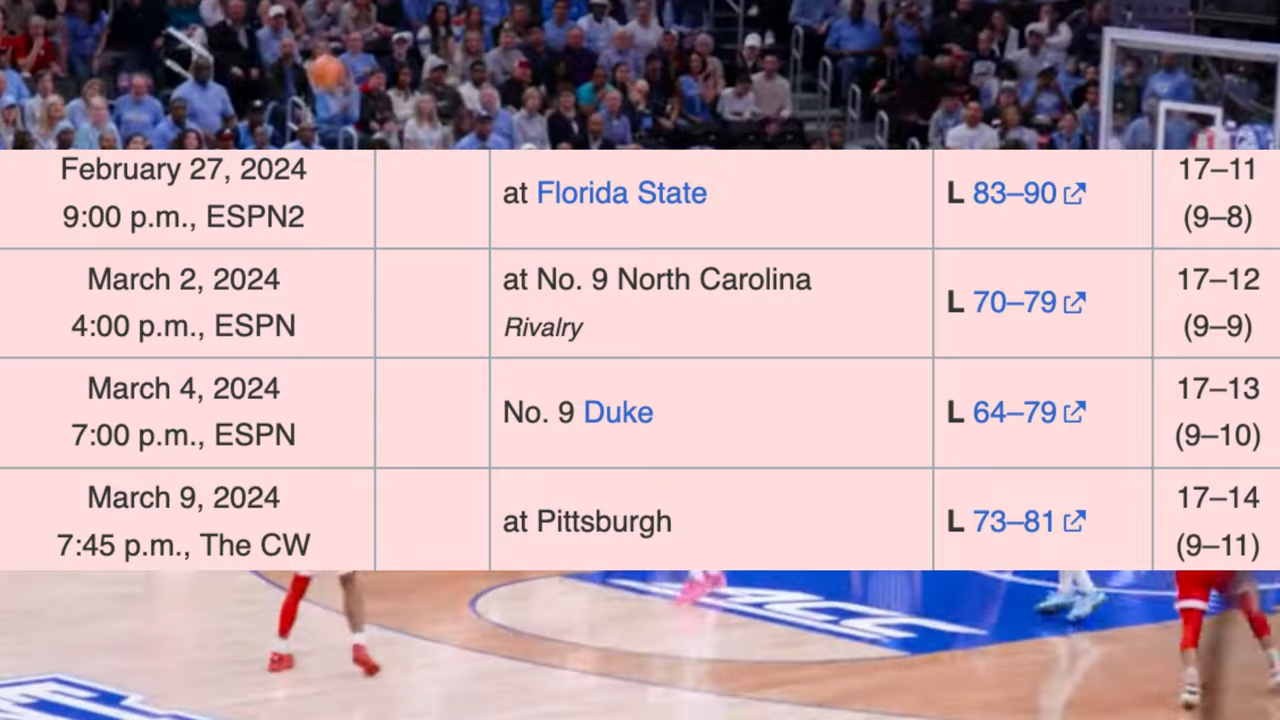 February 27, 2024
9:00 p.m., ESPN2
at Florida State
L 83–90
17–11
(9–8)
March 2, 2024
4:00 p.m., ESPN
at No. 9 North Carolina
Rivalry
L 70–79
17–12
(9–9)
March 4, 2024
7:00 p.m., ESPN
No. 9 Duke
L 64–79
17–13
(9–10)
March 9, 2024
7:45 p.m., The CW
at Pittsburgh
L 73–81
17–14
(9–11)
ACC